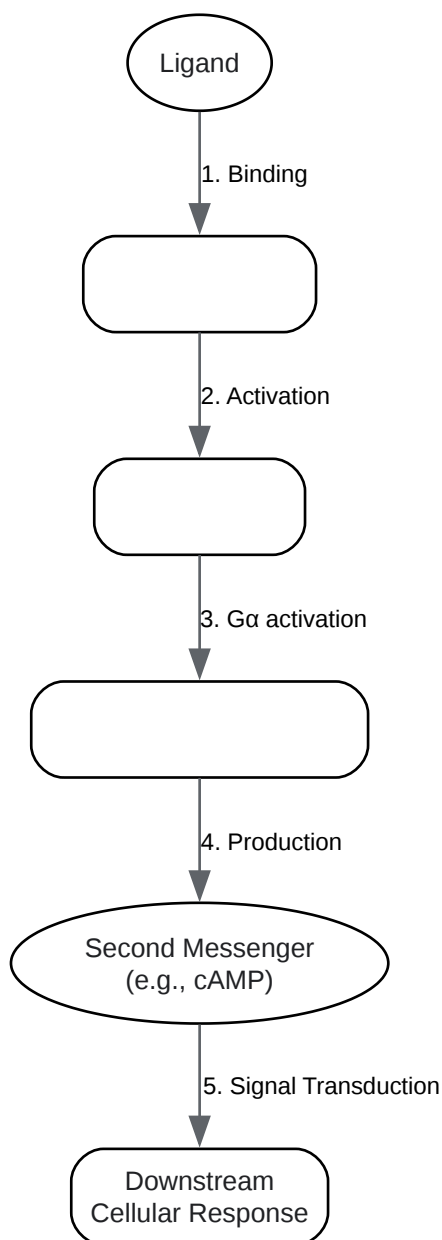 Ligand
1. Binding
2. Activation
3. Gα activation
4. Production
Second Messenger
(e.g., cAMP)
5. Signal Transduction
Downstream
Cellular Response